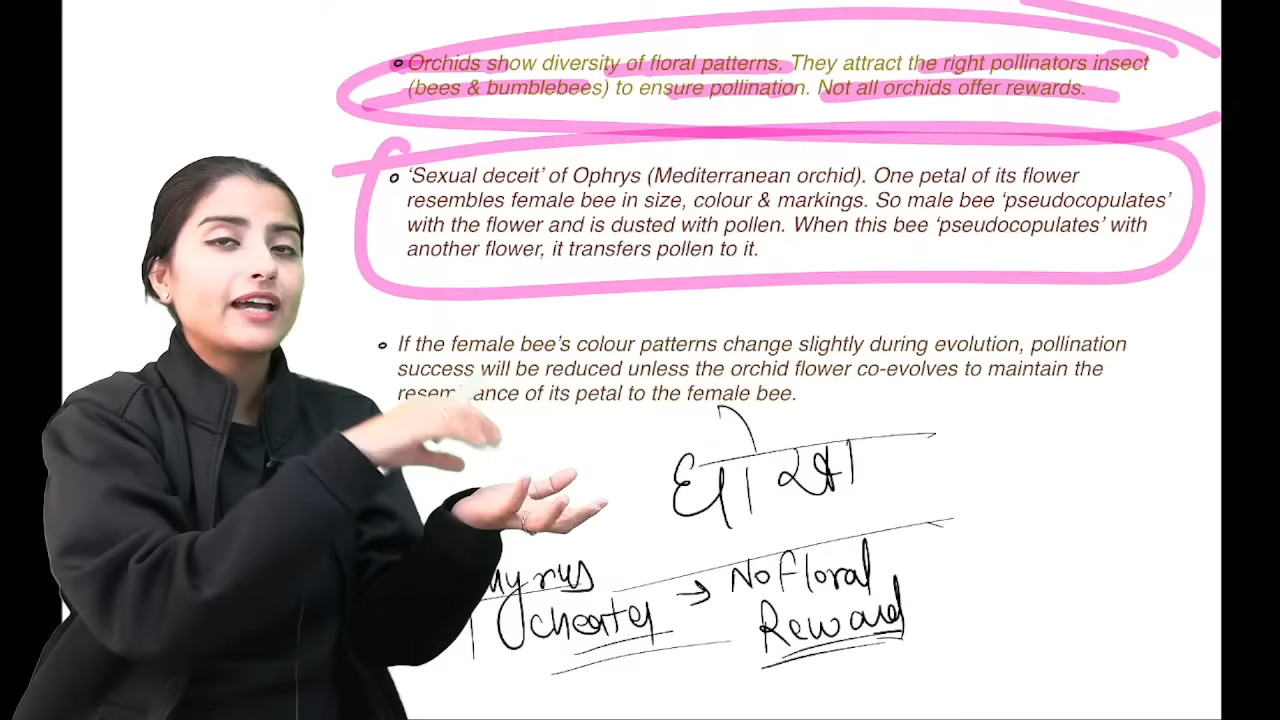 Orchids show diversity of floral patterns. They attract the right pollinators insect
(bees & bumblebees) to ensure pollination. Not all orchids offer rewards.
‘Sexual deceit’ of Ophrys (Mediterranean orchid). One petal of its flower
resembles female bee in size, colour & markings. So male bee ‘pseudocopulates’
with the flower and is dusted with pollen. When this bee ‘pseudocopulates’ with
another flower, it transfers pollen to it.
If the female bee’s colour patterns change slightly during evolution, pollination
success will be reduced unless the orchid flower co-evolves to maintain the
of its petal to the female bee.
धोखा
→ No Floral
cheater
Reward